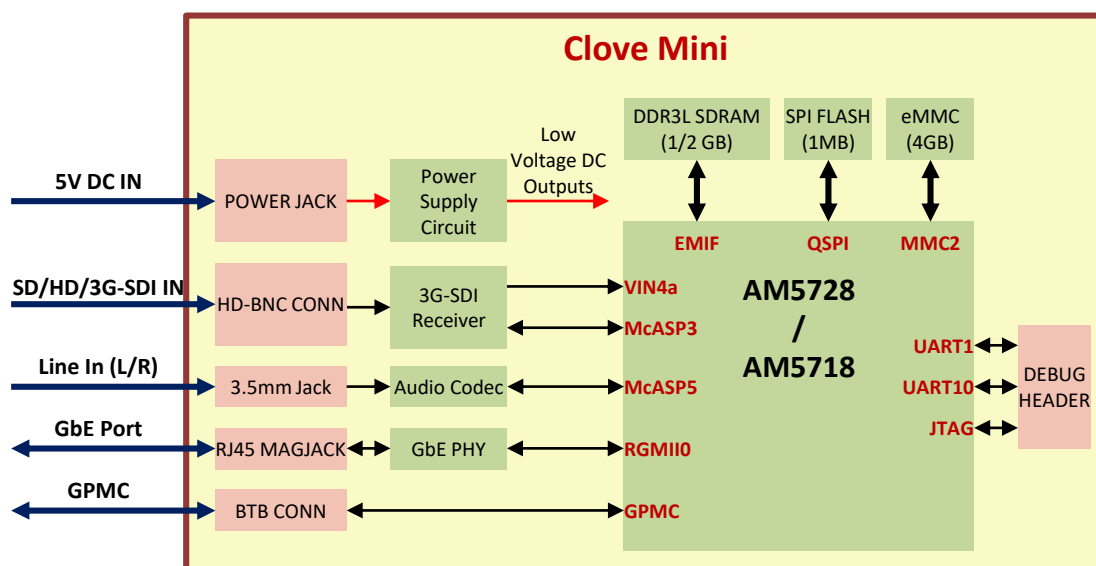 Clove Mini
DDR3L SDRAM
(1/2 GB)
SPI FLASH
(1MB)
eMMC
(4GB)
Low
Voltage DC
Outputs
5V DC IN
POWER JACK
Power
Supply
Circuit
EMIF
QSPI
MMC2
SD/HD/3G-SDI IN
HD-BNC CONN
3G-SDI
Receiver
VIN4a
McASP3
AM5728
/
AM5718
UART1
UART10
JTAG
DEBUG
HEADER
Line In (L/R)
3.5mm Jack
Audio Codec
McASP5
GbE Port
RJ45 MAGJACK
GbE PHY
RGMII0
GPMC
BTB CONN
GPMC